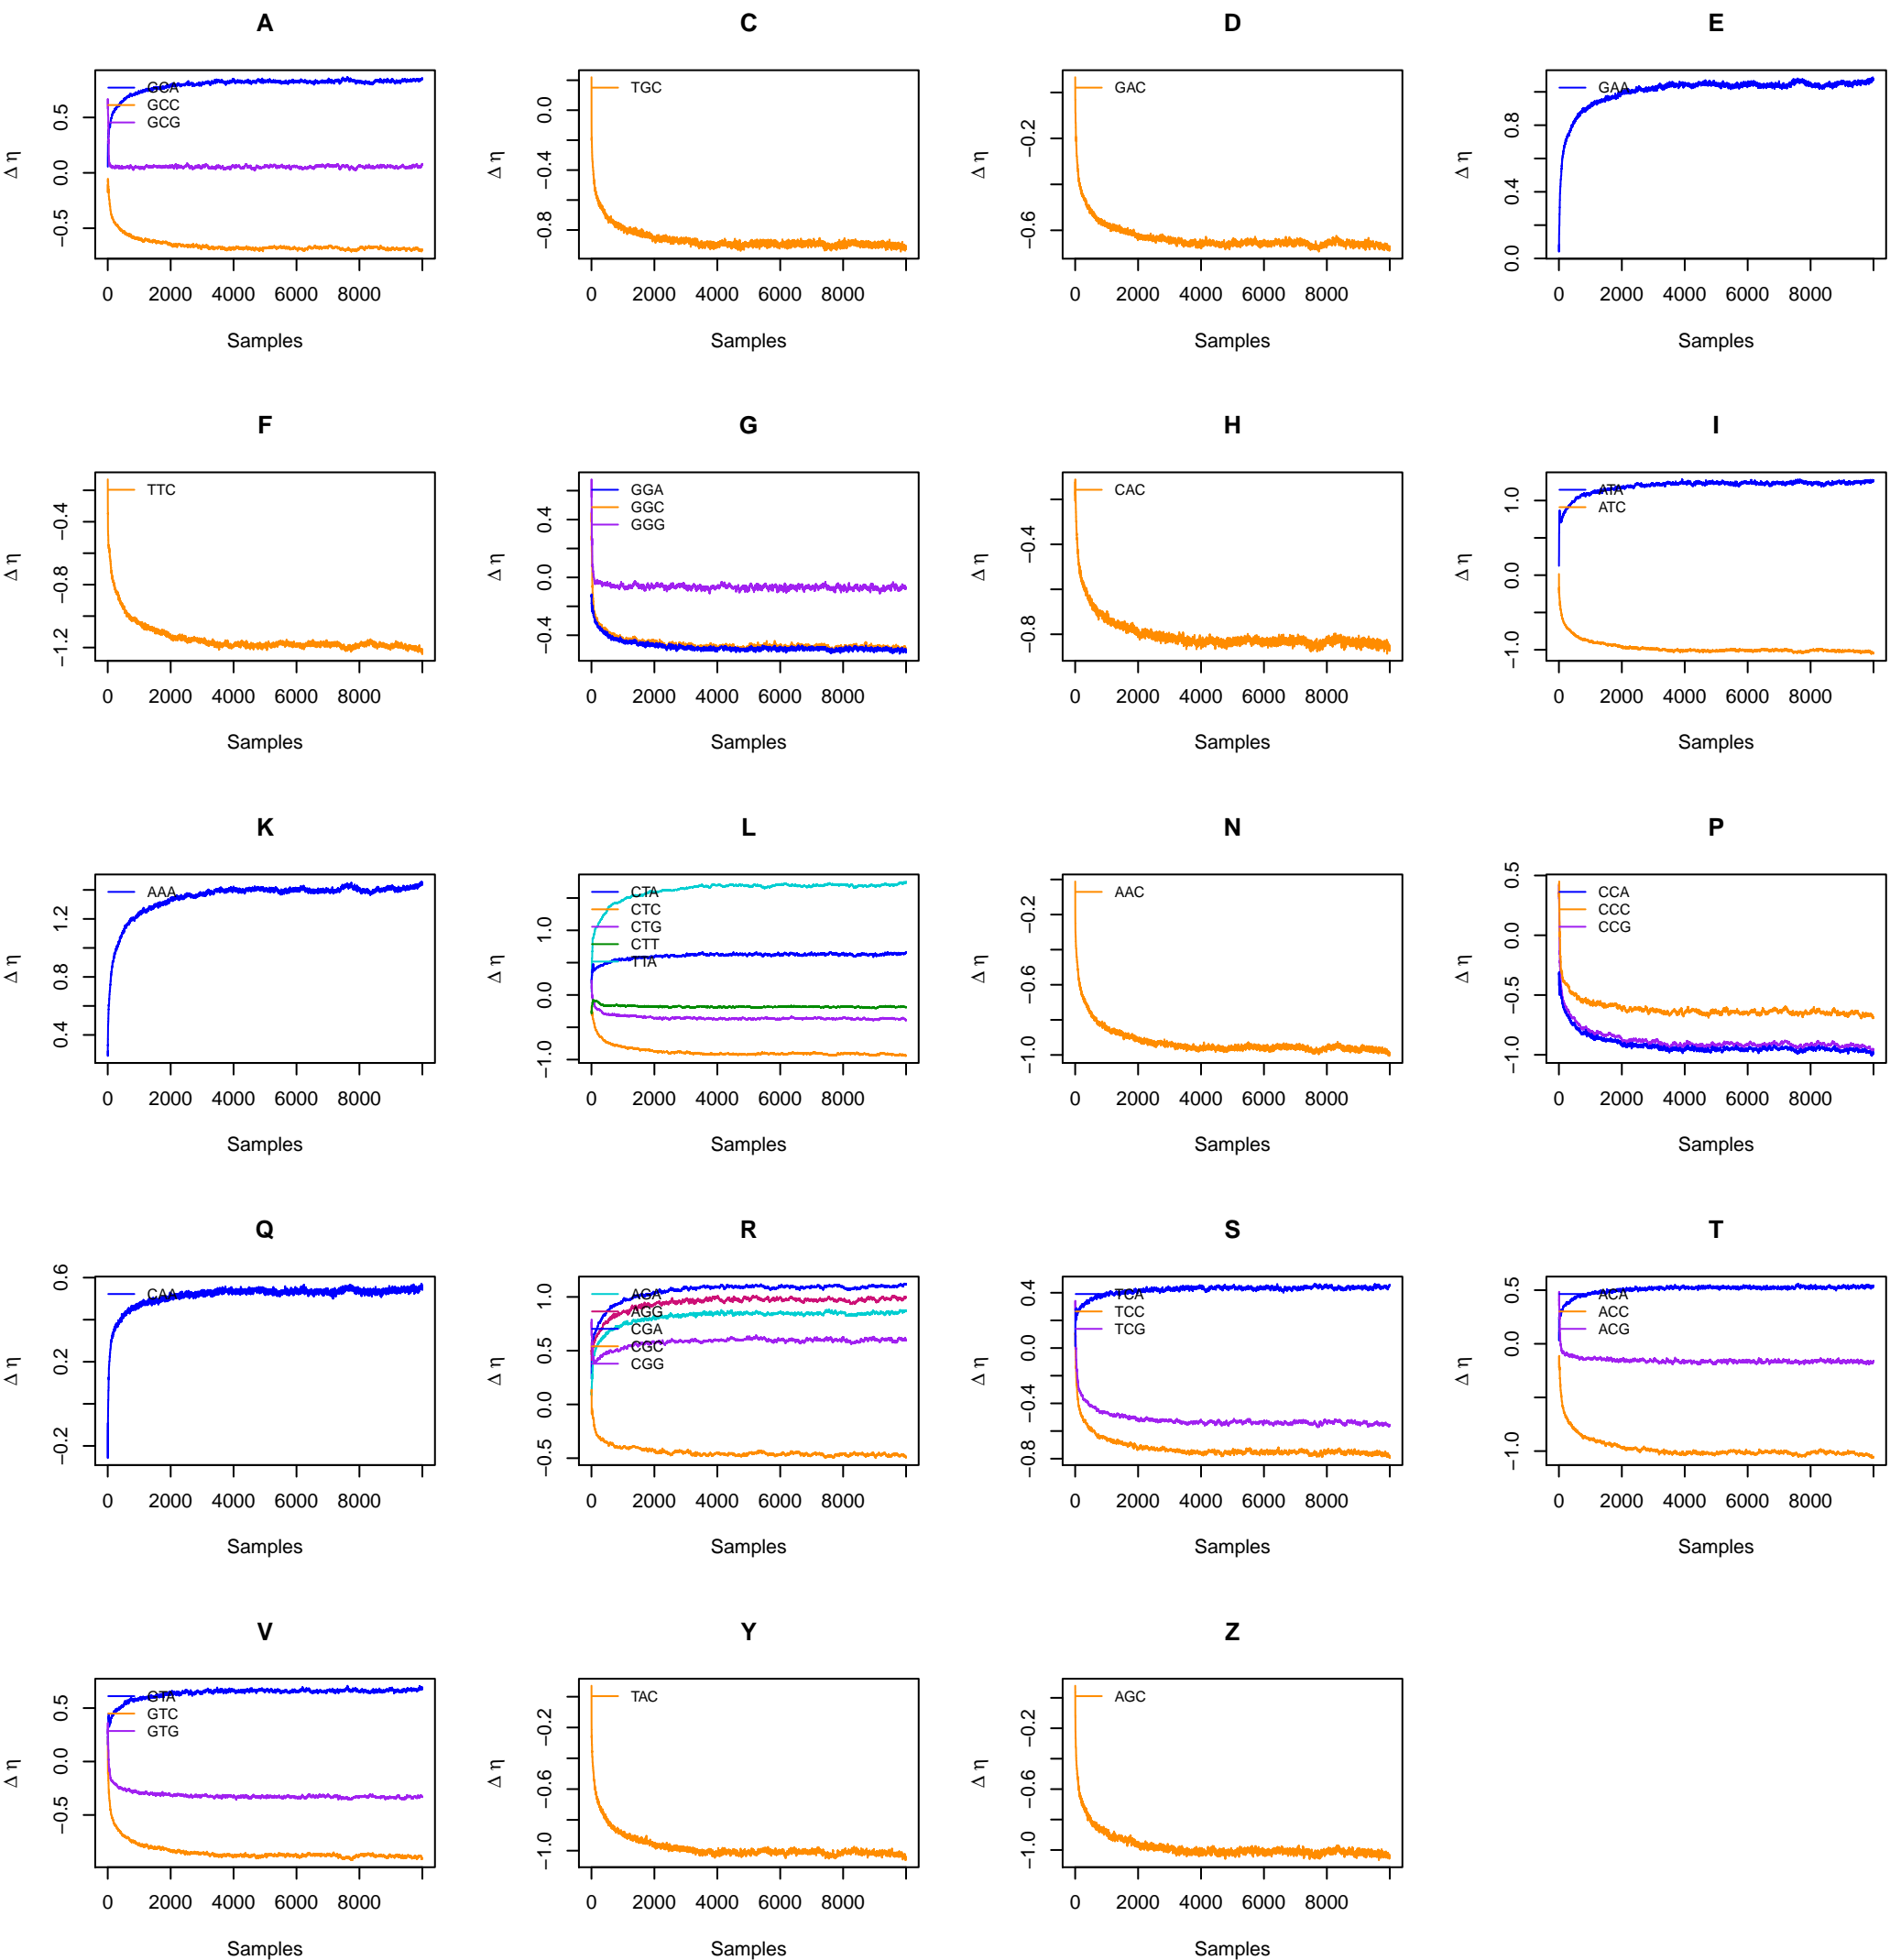 A
Δ η
0.5
0.0
−0.5
GCA
GCC
GCG
0 2000 4000 6000 8000
Samples
C
Δ η
0.0
−0.4
−0.8
TGC
0 2000 4000 6000 8000
Samples
D
Δ η
−0.2
−0.6
GAC
0 2000 4000 6000 8000
Samples
E
Δ η
0.8
0.4
0.0
GAA
0 2000 4000 6000 8000
Samples
F
Δ η
−0.4
−0.8
−1.2
TTC
0 2000 4000 6000 8000
Samples
G
Δ η
0.4
0.0
−0.4
GGA
GGC
GGG
0 2000 4000 6000 8000
Samples
H
Δ η
−0.4
−0.8
CAC
0 2000 4000 6000 8000
Samples
I
Δ η
1.0
0.0
−1.0
ATA
ATC
0 2000 4000 6000 8000
Samples
K
Δ η
1.2
0.8
0.4
AAA
0 2000 4000 6000 8000
Samples
L
Δ η
1.0
0.0
−1.0
CTA
CTC
CTG
CTT
TTA
0 2000 4000 6000 8000
Samples
N
Δ η
−0.2
−0.6
−1.0
AAC
0 2000 4000 6000 8000
Samples
P
Δ η
0.5
0.0
−0.5
−1.0
CCA
CCC
CCG
0 2000 4000 6000 8000
Samples
Q
Δ η
0.6
0.2
−0.2
CAA
0 2000 4000 6000 8000
Samples
R
Δ η
1.0
0.5
0.0
−0.5
AGA
AGG
CGA
CGC
CGG
0 2000 4000 6000 8000
Samples
S
Δ η
0.4
0.0
−0.4
−0.8
TCA
TCC
TCG
0 2000 4000 6000 8000
Samples
T
Δ η
0.5
0.0
−1.0
ACA
ACC
ACG
0 2000 4000 6000 8000
Samples
V
Δ η
0.5
0.0
−0.5
GTA
GTC
GTG
0 2000 4000 6000 8000
Samples
Y
Δ η
−0.2
−0.6
−1.0
TAC
0 2000 4000 6000 8000
Samples
Z
Δ η
−0.2
−0.6
−1.0
AGC
0 2000 4000 6000 8000
Samples